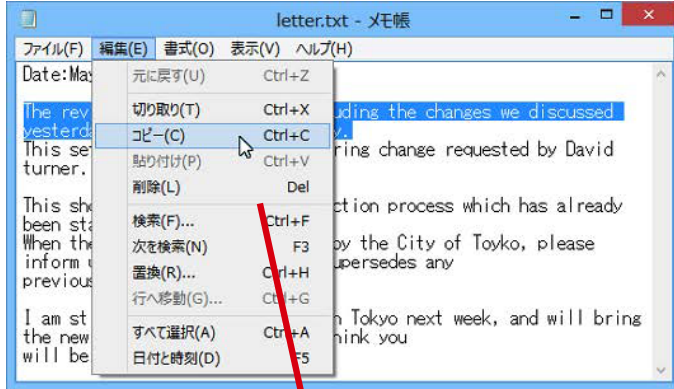 letter.txt - メモ帳
ファイル(F) 編集(E) 書式(O) 表示(V) ヘルプ(H)
Date:May
元に戻す(U) Ctrl+Z
The rev uding the changes we discussed
切り取り(T) Ctrl+X
yesterda y.
コピー(C) Ctrl+C
This se ring change requested by David
貼り付け(P) Ctrl+V
turner.
削除(L) Del
This sho ction process which has already
been sta
検索(F)... Ctrl+F
When the by the City of Toyko, please
次を検索(N) F3
inform upersedes any
置換(R)... Ctrl+H
previous
行へ移動(G)... Ctrl+G
I am st n Tokyo next week, and will bring
すべて選択(A) Ctrl+A
the new hink you
will be
日付と時刻(D) F5